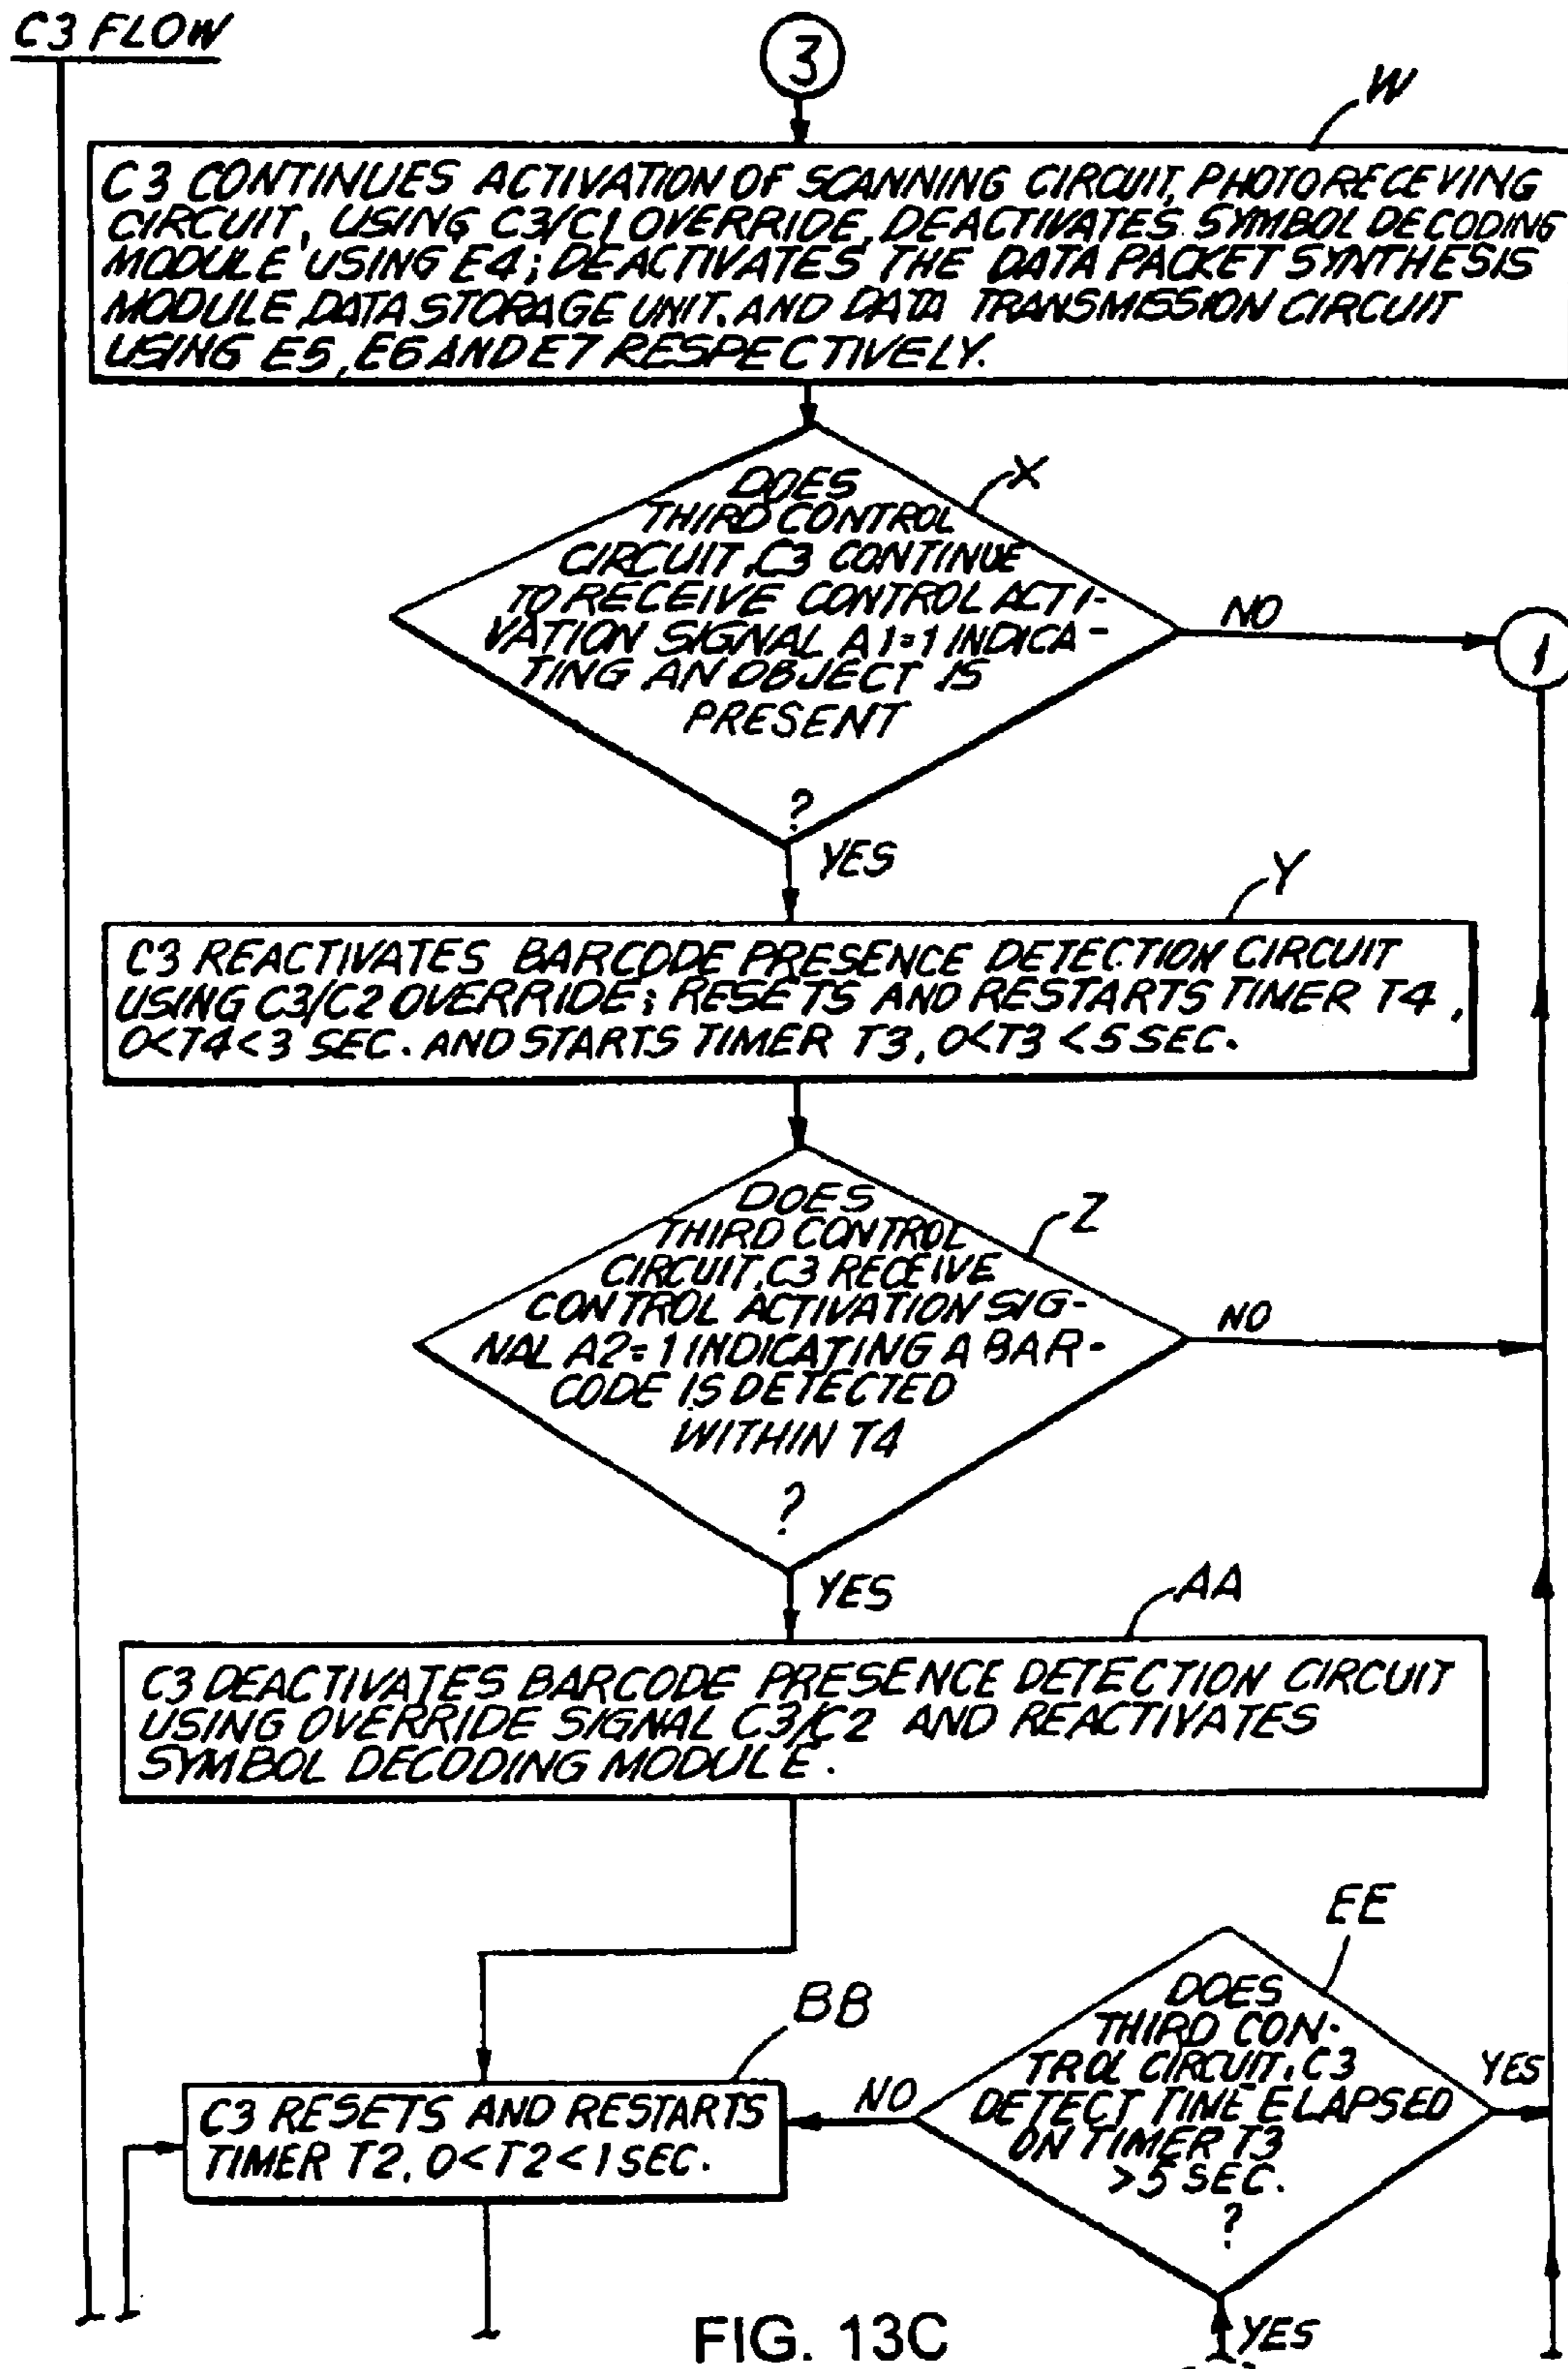 C3 FLOW
3
W
C3 CONTINUES ACTIVATION OF SCANNING CIRCUIT, PHOTORECEVING
CIRCUIT, USING C3/C1 OVERRIDE, DEACTIVATES SYMBOL DECODING
MODULE USING E4; DEACTIVATES THE DATA PACKET SYNTHESIS
MODULE, DATA STORAGE UNIT, AND DATA TRANSMISSION CIRCUIT
USING E5, E6 AND E7 RESPECTIVELY.
X
DOES
THIRD CONTROL
CIRCUIT, C3 CONTINUE
TO RECEIVE CONTROL ACTI-
VATION SIGNAL A1=1 INDICA-
TING AN OBJECT IS
PRESENT
?
NO
1
YES
Y
C3 REACTIVATES BARCODE PRESENCE DETECTION CIRCUIT
USING C3/C2 OVERRIDE; RESETS AND RESTARTS TIMER T4,
0<T4<3 SEC. AND STARTS TIMER T3, 0<T3<5 SEC.
Z
DOES
THIRD CONTROL
CIRCUIT, C3 RECEIVE
CONTROL ACTIVATION SIG-
NAL A2=1 INDICATING A BAR-
CODE IS DETECTED
WITHIN T4
?
NO
YES
AA
C3 DEACTIVATES BARCODE PRESENCE DETECTION CIRCUIT
USING OVERRIDE SIGNAL C3/C2 AND REACTIVATES
SYMBOL DECODING MODULE.
EE
DOES
THIRD CON-
TROL CIRCUIT, C3
DETECT TIME ELAPSED
ON TIMER T3
>5 SEC.
?
YES
NO
BB
C3 RESETS AND RESTARTS
TIMER T2, 0<T2<1 SEC.
YES
FIG. 13C